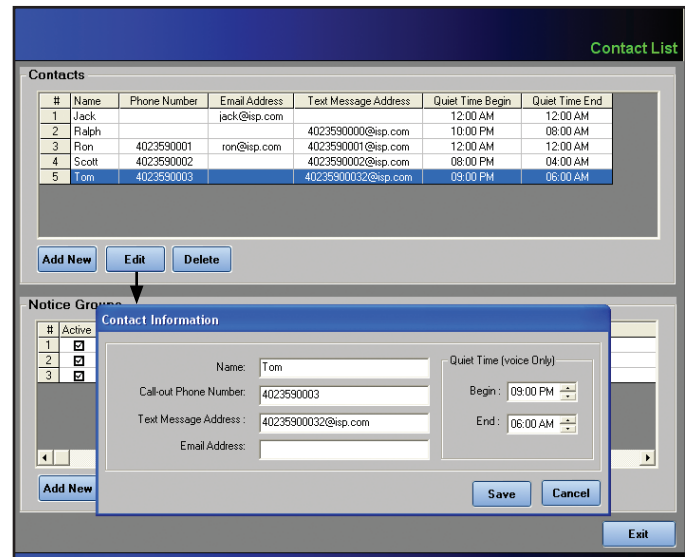 Contact List
Contacts
# Name Phone Number Email Address Text Message Address Quiet Time Begin Quiet Time End
1 Jack jack@isp.com 12:00 AM 12:00 AM
2 Ralph 4023590000@isp.com 10:00 PM 08:00 AM
3 Ron 4023590001 ron@isp.com 4023590001@isp.com 12:00 AM 12:00 AM
4 Scott 4023590002 4023590002@isp.com 08:00 PM 04:00 AM
5 Tom 4023590003 40235900032@isp.com 09:00 PM 06:00 AM
Add New Edit Delete
Notice Groups
# Active
1
2
3
Contact Information
Name: Tom
Call-out Phone Number: 4023590003
Text Message Address : 40235900032@isp.com
Email Address:
Quiet Time (voice Only)
Begin : 09:00 PM
End : 06:00 AM
Save Cancel
Add New
Exit